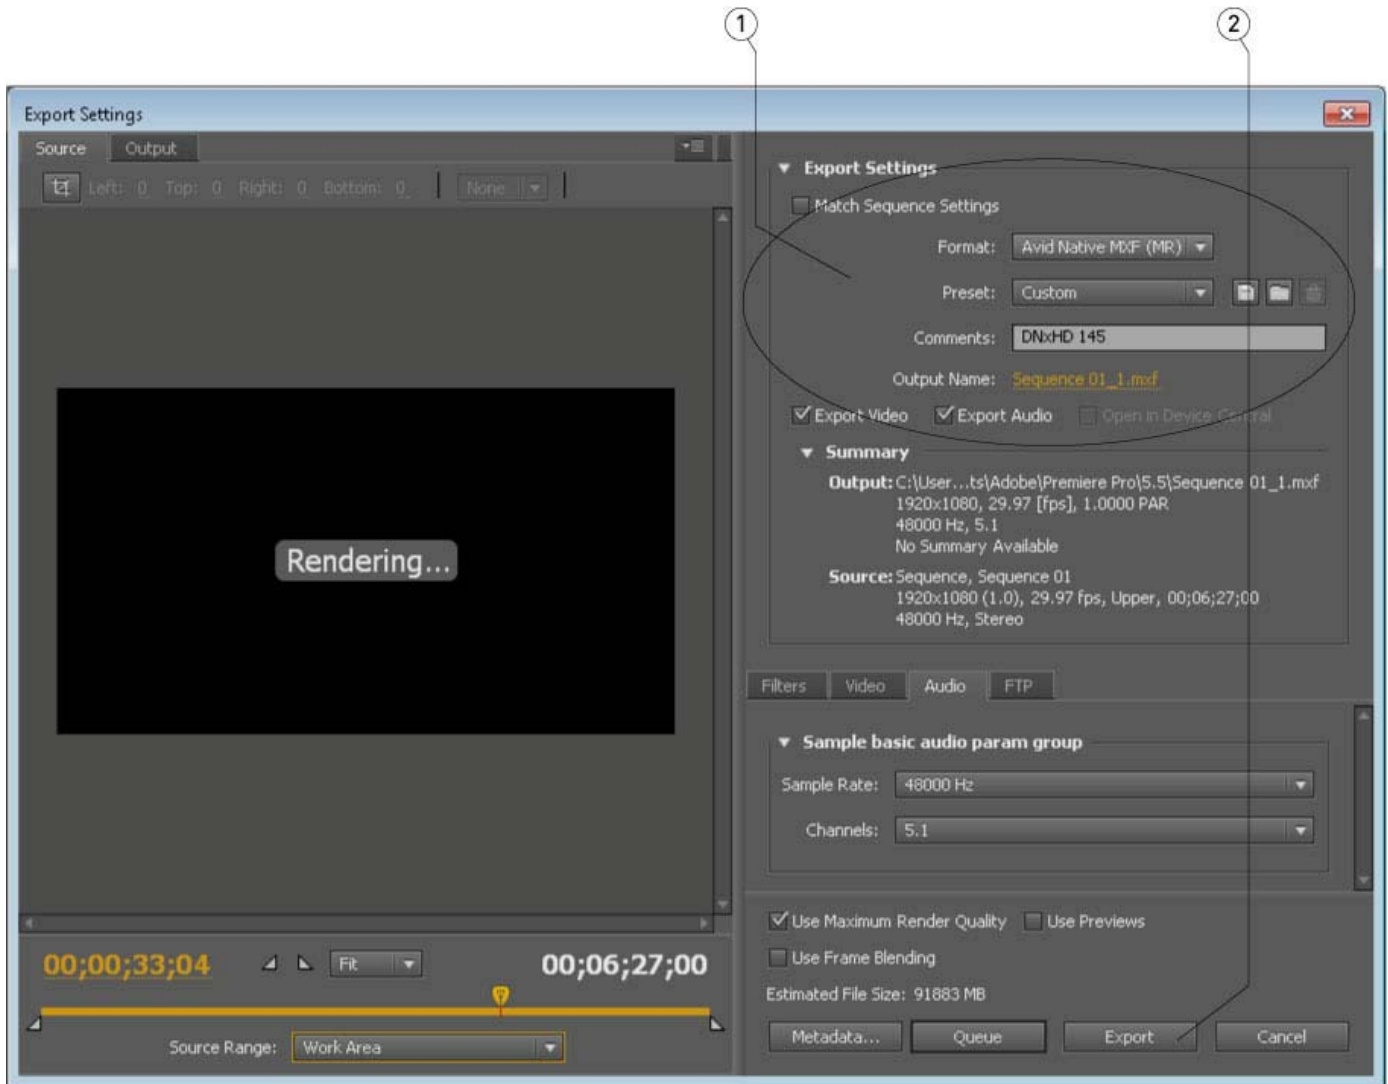 1
2
Export Settings
Source Output
Left: 0 Top: 0 Right: 0 Bottom: 0 None
Export Settings
Match Sequence Settings
Format: Avid Native MXF (MR)
Preset: Custom
Comments: DNxHD 145
Output Name: Sequence 01_1.mxf
Export Video Export Audio Open in Device Central
Summary
Output: C:\User...ts\Adobe\Premiere Pro\5.5\Sequence 01_1.mxf
1920x1080, 29.97 [fps], 1.0000 PAR
48000 Hz, 5.1
No Summary Available
Source: Sequence, Sequence 01
1920x1080 (1.0), 29.97 fps, Upper, 00;06;27;00
48000 Hz, Stereo
Rendering...
Filters Video Audio FTP
Sample basic audio param group
Sample Rate: 48000 Hz
Channels: 5.1
Use Maximum Render Quality Use Previews
Use Frame Blending
Estimated File Size: 91883 MB
Metadata... Queue Export Cancel
00;00;33;04 Fit 00;06;27;00
Source Range: Work Area